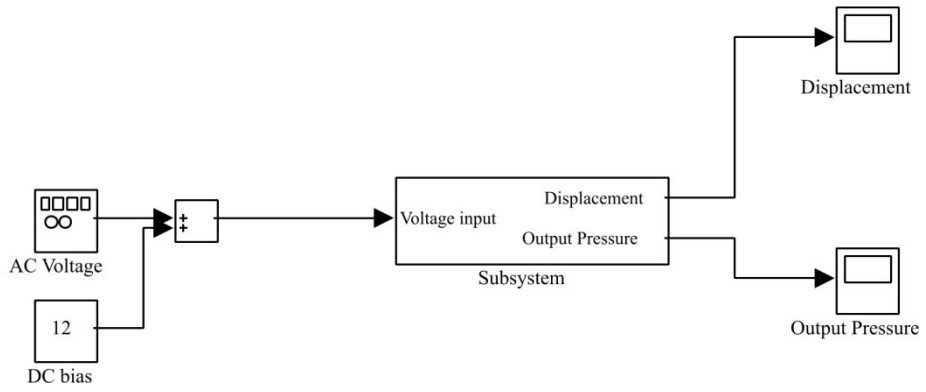 Displacement
Displacement
Voltage input
Output Pressure
+
+
AC Voltage
Subsystem
12
Output Pressure
DC bias